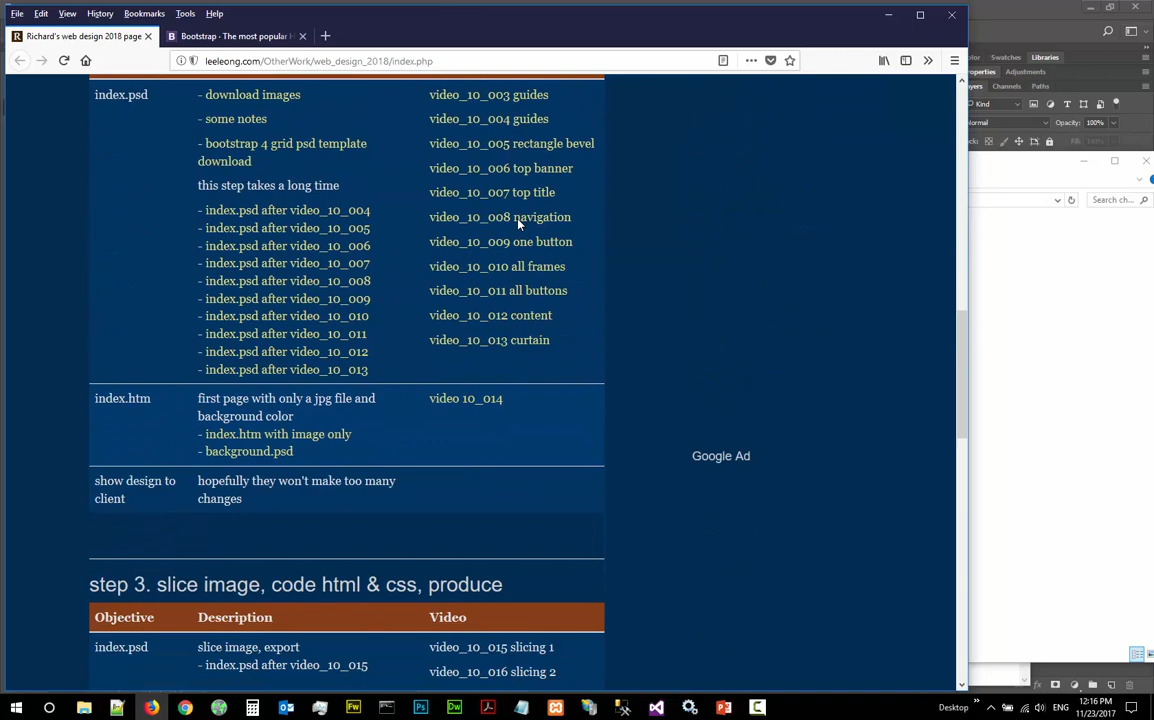 File Edit View History Bookmarks Tools Help
Richard's web design 2018 page
Bootstrap · The most popular
leeleong.com/OtherWork/web_design_2018/index.php
index.psd
- download images
- some notes
- bootstrap 4 grid psd template
download
this step takes a long time
- index.psd after video_10_004
- index.psd after video_10_005
- index.psd after video_10_006
- index.psd after video_10_007
- index.psd after video_10_008
- index.psd after video_10_009
- index.psd after video_10_010
- index.psd after video_10_011
- index.psd after video_10_012
- index.psd after video_10_013
video_10_003 guides
video_10_004 guides
video_10_005 rectangle bevel
video_10_006 top banner
video_10_007 top title
video_10_008 navigation
video_10_009 one button
video_10_010 all frames
video_10_011 all buttons
video_10_012 content
video_10_013 curtain
index.htm
first page with only a jpg file and
background color
- index.htm with image only
- background.psd
video 10_014
show design to
client
hopefully they won't make too many
changes
Google Ad
step 3. slice image, code html & css, produce
Objective Description Video
index.psd
slice image, export
- index.psd after video_10_015
video_10_015 slicing 1
video_10_016 slicing 2
Swatches Libraries
Adjustments
Channels Paths
Kind
Opacity: 100%
Search ch...
Desktop
ENG
12:16 PM
11/23/2017